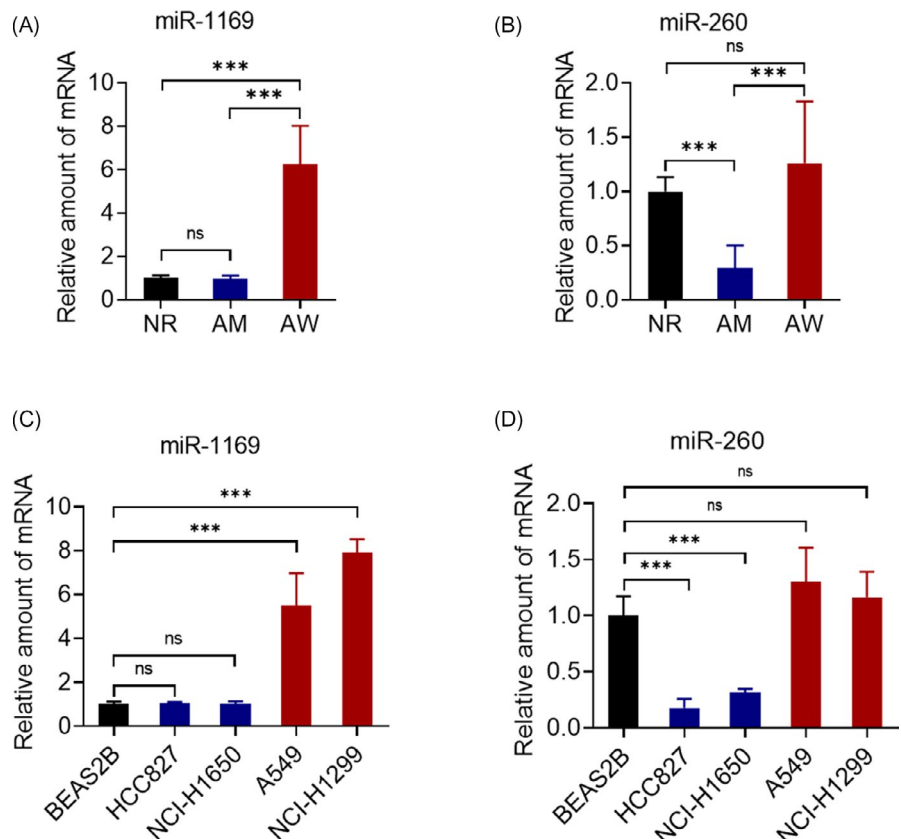 (A)
miR-1169
Relative amount of mRNA
10
8
6
4
2
0
***
***
ns
NR AM AW
(B)
miR-260
Relative amount of mRNA
2.0
1.5
1.0
0.5
0.0
ns
***
***
NR AM AW
(C)
miR-1169
Relative amount of mRNA
10
8
6
4
2
0
***
***
ns
ns
BEAS2B
HCC827
NCI-H1650
A549
NCI-H1299
(D)
miR-260
Relative amount of mRNA
2.0
1.5
1.0
0.5
0.0
ns
ns
***
***
BEAS2B
HCC827
NCI-H1650
A549
NCI-H1299